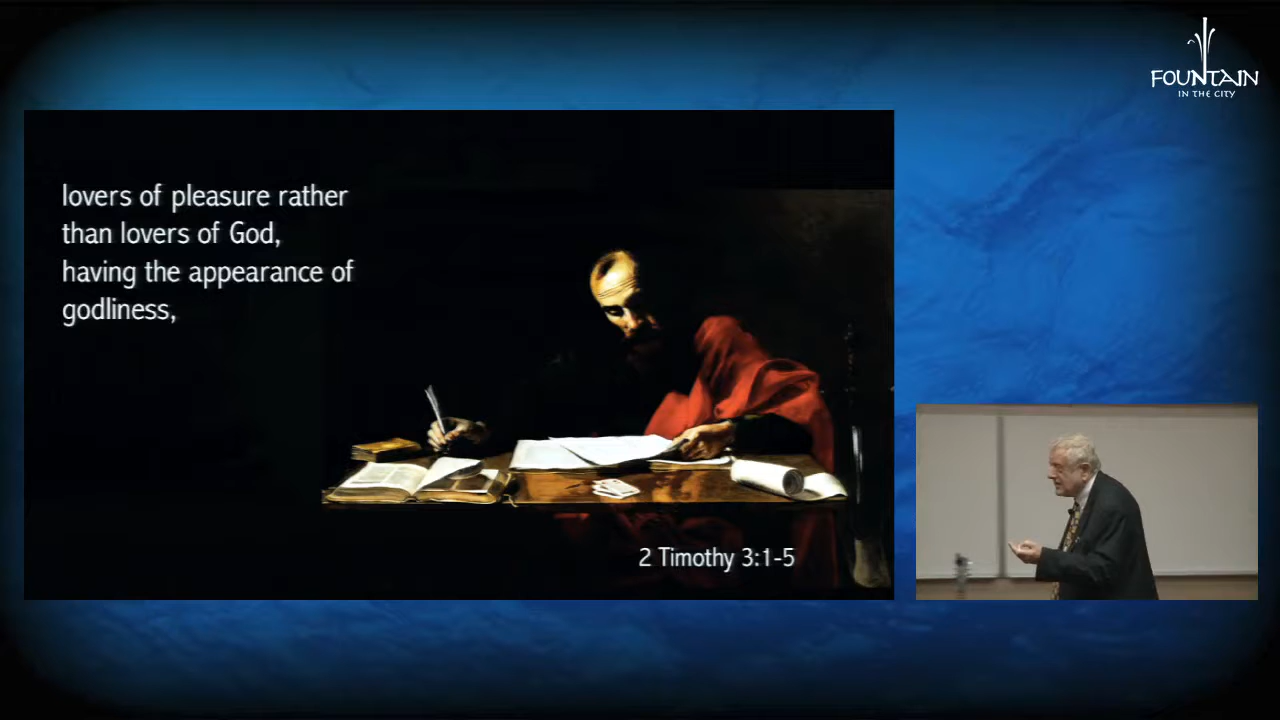 FOUNTAIN
IN THE CITY
lovers of pleasure rather
than lovers of God,
having the appearance of
godliness,
2 Timothy 3:1-5